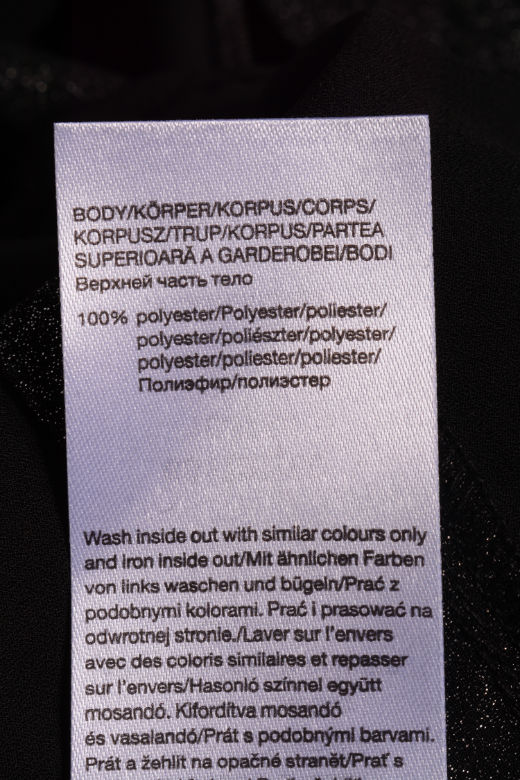 BODY/KÖRPER/KORPUS/CORPS/
KORPUSZ/TRUP/KORPUS/PARTEA
SUPERIOARĂ A GARDEROBEI/BODI
Верхней часть тело
100% polyester/Polyester/poliester/
polyester/poliészter/polyester/
polyester/poliester/poliester/
Полиэфир/полиэстер
Wash inside out with similar colours only
and iron inside out/Mit ähnlichen Farben
von links waschen und bügeln/Prać z
podobnymi kolorami. Prać i prasować na
odwrotnej stronie./Laver sur l'envers
avec des coloris similaires et repasser
sur l'envers/Hasonló színnel együtt
mosandó. Kifordítva mosandó
és vasalandó/Prát s podobnými barvami.
Prát a žehlit na opačné stranět/Prať s